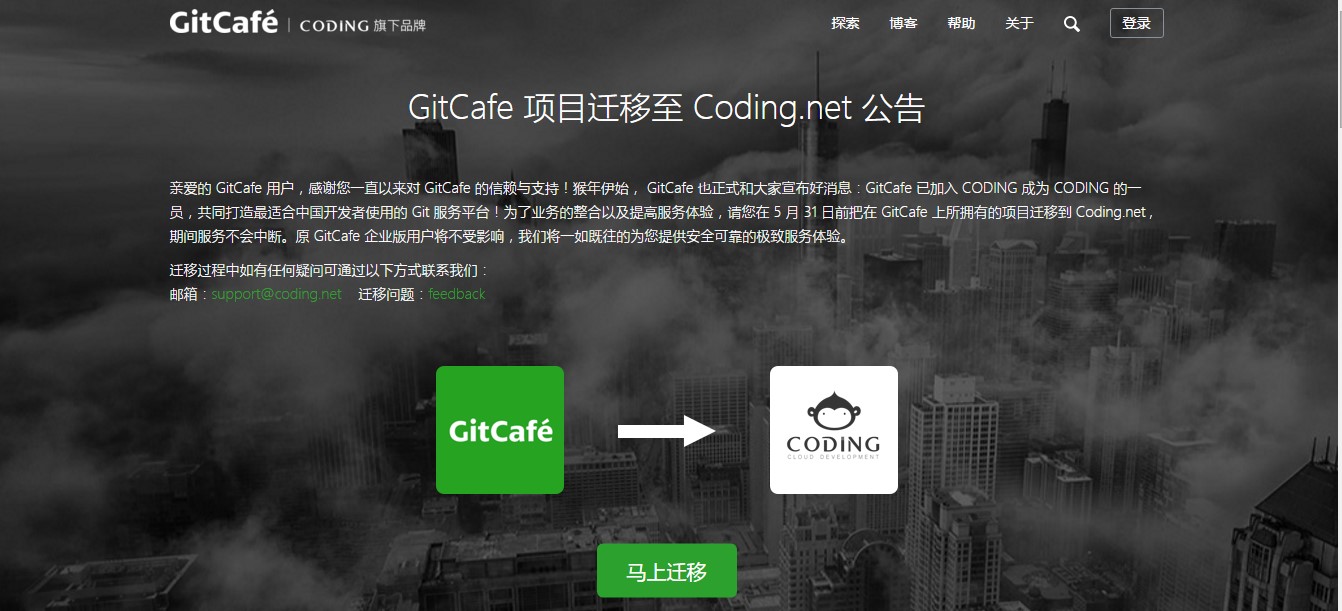 GitCafé | CODING 旗下品牌
探索 博客 帮助 关于 登录
GitCafe 项目迁移至 Coding.net 公告
亲爱的 GitCafe 用户，感谢您一直以来对 GitCafe 的信赖与支持！猴年伊始， GitCafe 也正式和大家宣布好消息：GitCafe 已加入 CODING 成为 CODING 的一
员，共同打造最适合中国开发者使用的 Git 服务平台！为了业务的整合以及提高服务体验，请您在 5 月 31 日前把在 GitCafe 上所拥有的项目迁移到 Coding.net，
期间服务不会中断。原 GitCafe 企业版用户将不受影响，我们将一如既往的为您提供安全可靠的极致服务体验。
迁移过程中如有任何疑问可通过以下方式联系我们：
邮箱：support@coding.net 迁移问题：feedback
GitCafé
CODING
CLOUD DEVELOPMENT
马上迁移